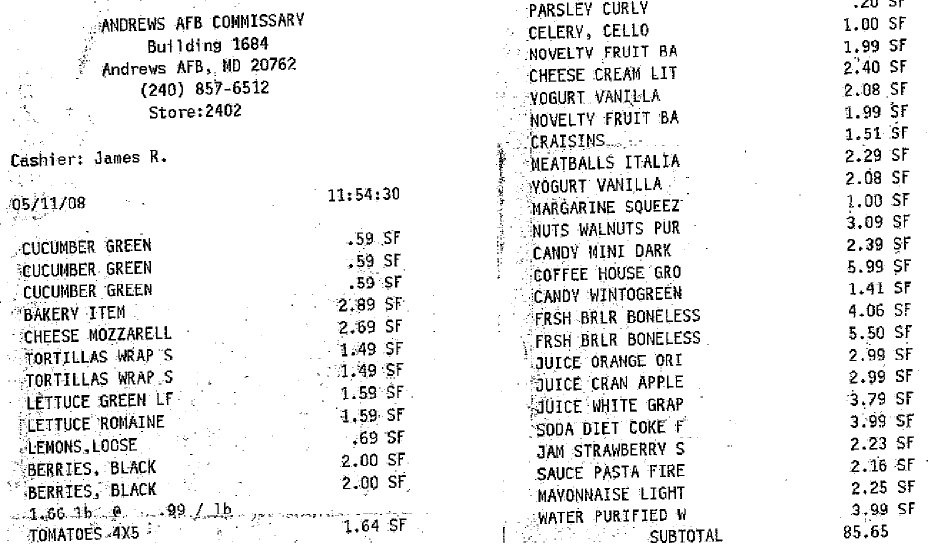 ANDREWS AFB COMMISSARY
Building 1684
Andrews AFB, MD 20762
(240) 857-6512
Store:2402
Cashier: James R.
05/11/08 11:54:30
CUCUMBER GREEN .59 SF
CUCUMBER GREEN .59 SF
CUCUMBER GREEN .59 SF
BAKERY ITEM 2.89 SF
CHEESE MOZZARELL 2.69 SF
TORTILLAS WRAP S 1.49 SF
TORTILLAS WRAP S 1.49 SF
LETTUCE GREEN LF 1.59 SF
LETTUCE ROMAINE 1.59 SF
LEMONS,LOOSE .69 SF
BERRIES, BLACK 2.00 SF
BERRIES, BLACK 2.00 SF
1.66 lb @ .99 / lb
TOMATOES 4X5 1.64 SF
PARSLEY CURLY .20 SF
CELERY, CELLO 1.00 SF
NOVELTY FRUIT BA 1.99 SF
CHEESE CREAM LIT 2.40 SF
YOGURT VANILLA 2.08 SF
NOVELTY FRUIT BA 1.99 SF
CRAISINS 1.51 SF
MEATBALLS ITALIA 2.29 SF
YOGURT VANILLA 2.08 SF
MARGARINE SQUEEZ 1.00 SF
NUTS WALNUTS PUR 3.09 SF
CANDY MINI DARK 2.39 SF
COFFEE HOUSE GRO 5.99 SF
CANDY WINTOGREEN 1.41 SF
FRSH BRLR BONELESS 4.06 SF
FRSH BRLR BONELESS 5.50 SF
JUICE ORANGE ORI 2.99 SF
JUICE CRAN APPLE 2.99 SF
JUICE WHITE GRAP 3.79 SF
SODA DIET COKE F 3.99 SF
JAM STRAWBERRY S 2.23 SF
SAUCE PASTA FIRE 2.16 SF
MAYONNAISE LIGHT 2.25 SF
WATER PURIFIED W 3.99 SF
SUBTOTAL 85.65